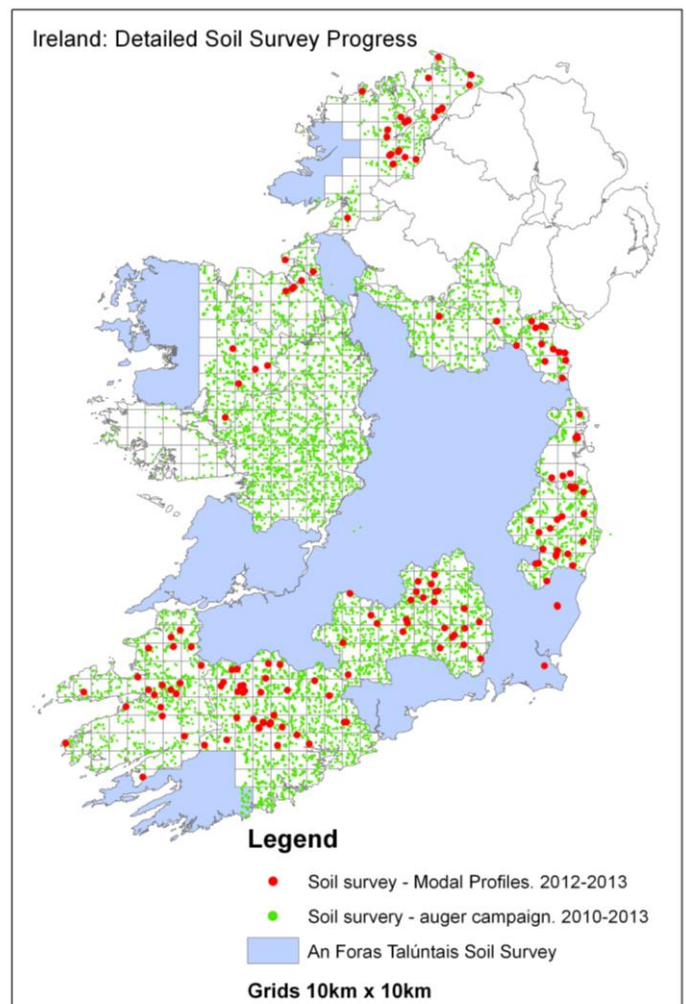 Ireland: Detailed Soil Survey Progress
Legend
Soil survey - Modal Profiles. 2012-2013
Soil survery - auger campaign. 2010-2013
An Foras Talúntais Soil Survey
Grids 10km x 10km